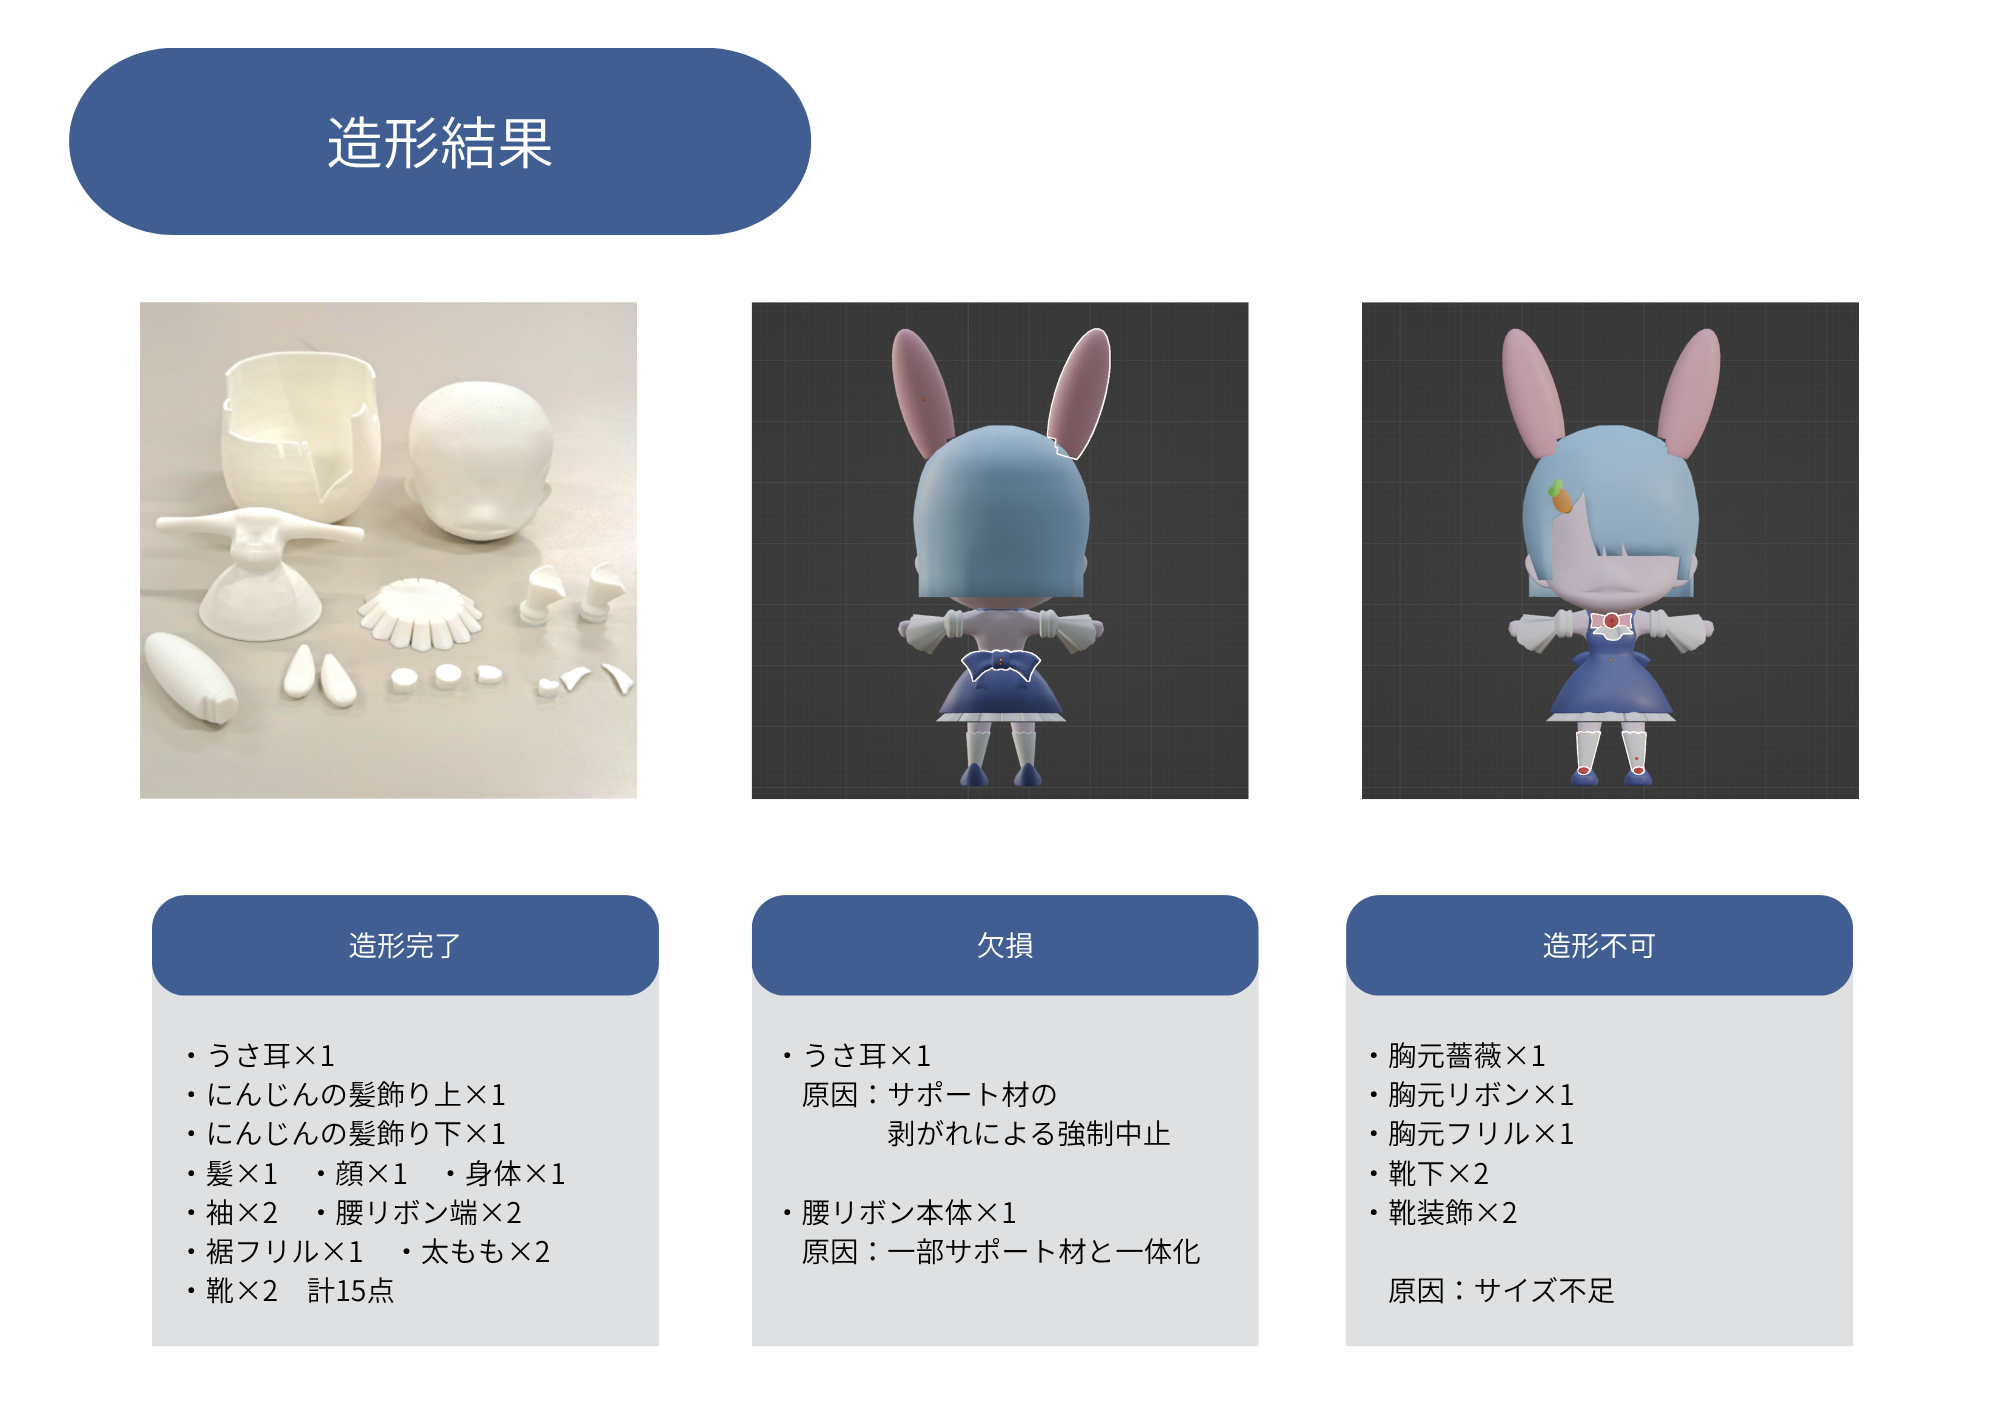 造形結果
造形完了
・うさ耳×1
・にんじんの髪飾り上×1
・にんじんの髪飾り下×1
・髪×1　・顔×1　・身体×1
・袖×2　・腰リボン端×2
・裾フリル×1　・太もも×2
・靴×2　計15点
欠損
・うさ耳×1
原因：サポート材の
剥がれによる強制中止
・腰リボン本体×1
原因：一部サポート材と一体化
造形不可
・胸元薔薇×1
・胸元リボン×1
・胸元フリル×1
・靴下×2
・靴装飾×2
原因：サイズ不足